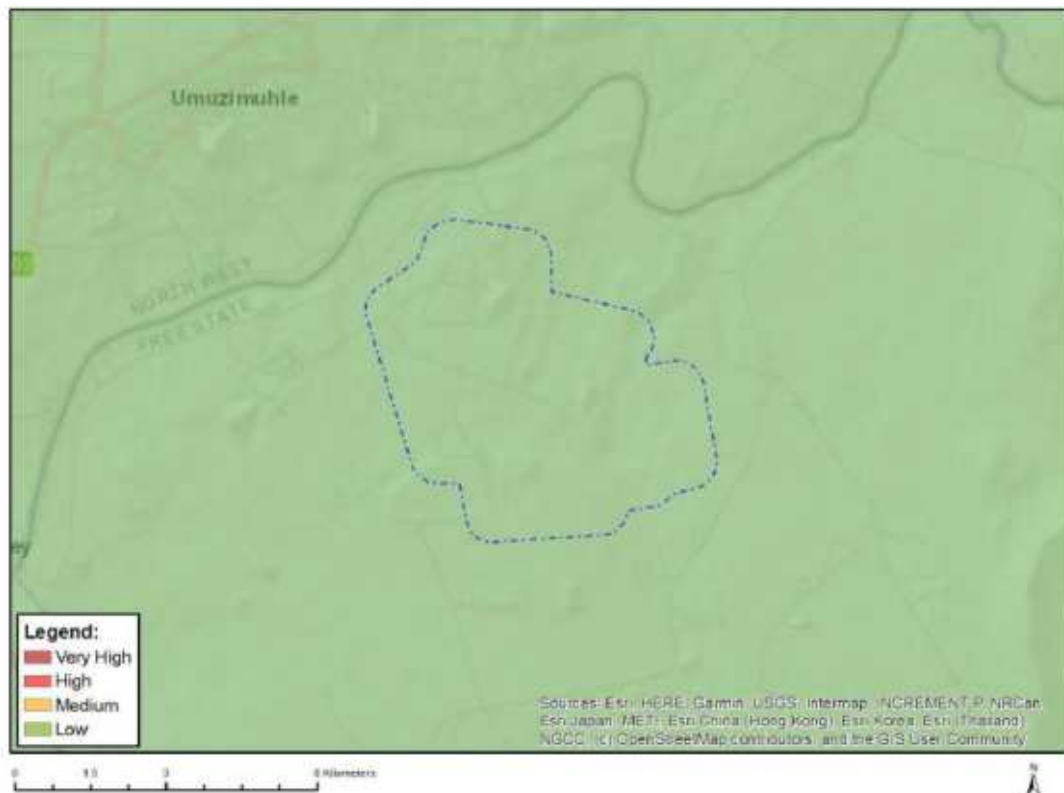 Umuzimuhle
NORTH WEST
FREE STATE
ey
Legend:
Very High
High
Medium
Low
Sources: Esri, HERE, Garmin, USGS, Intermap, INCREMENT P, NRCan,
Esri Japan, METI, Esri China (Hong Kong), Esri Korea, Esri (Thailand),
NGCC, (c) OpenStreetMap contributors, and the GIS User Community
0 3 6 Kilometers
N